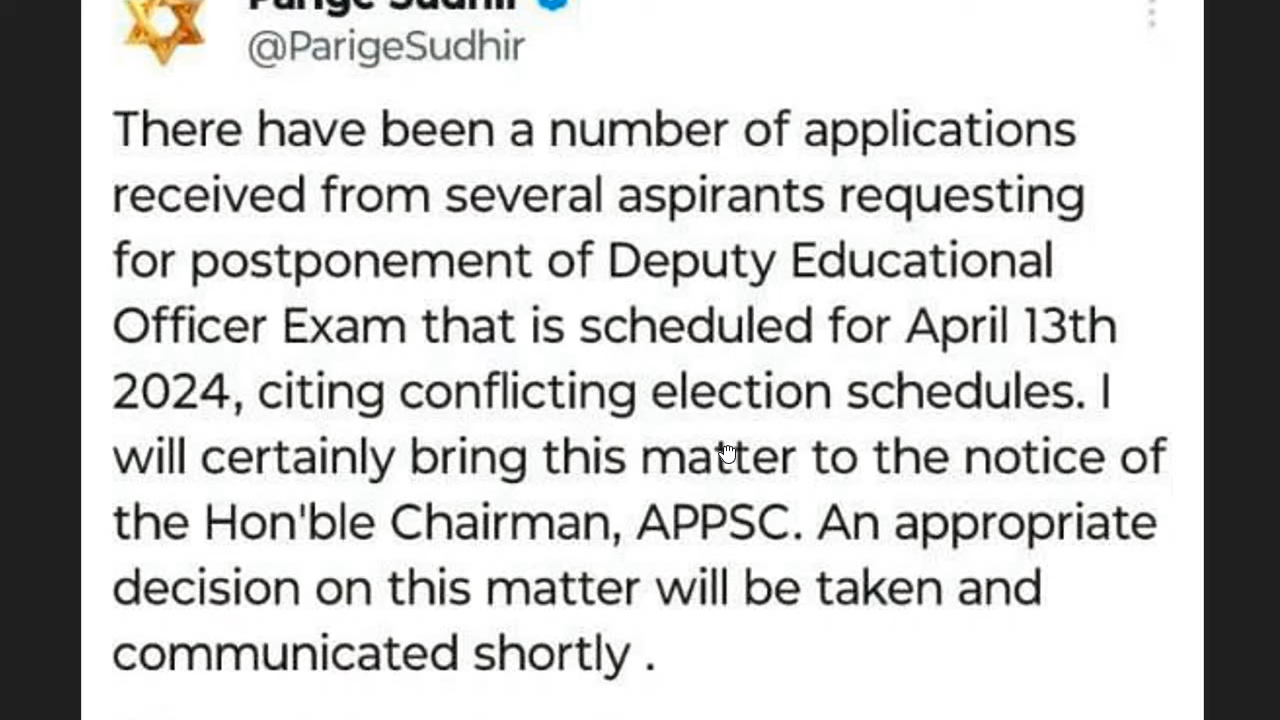 Parige Sudhir
@ParigeSudhir
There have been a number of applications
received from several aspirants requesting
for postponement of Deputy Educational
Officer Exam that is scheduled for April 13th
2024, citing conflicting election schedules. I
will certainly bring this matter to the notice of
the Hon'ble Chairman, APPSC. An appropriate
decision on this matter will be taken and
communicated shortly .